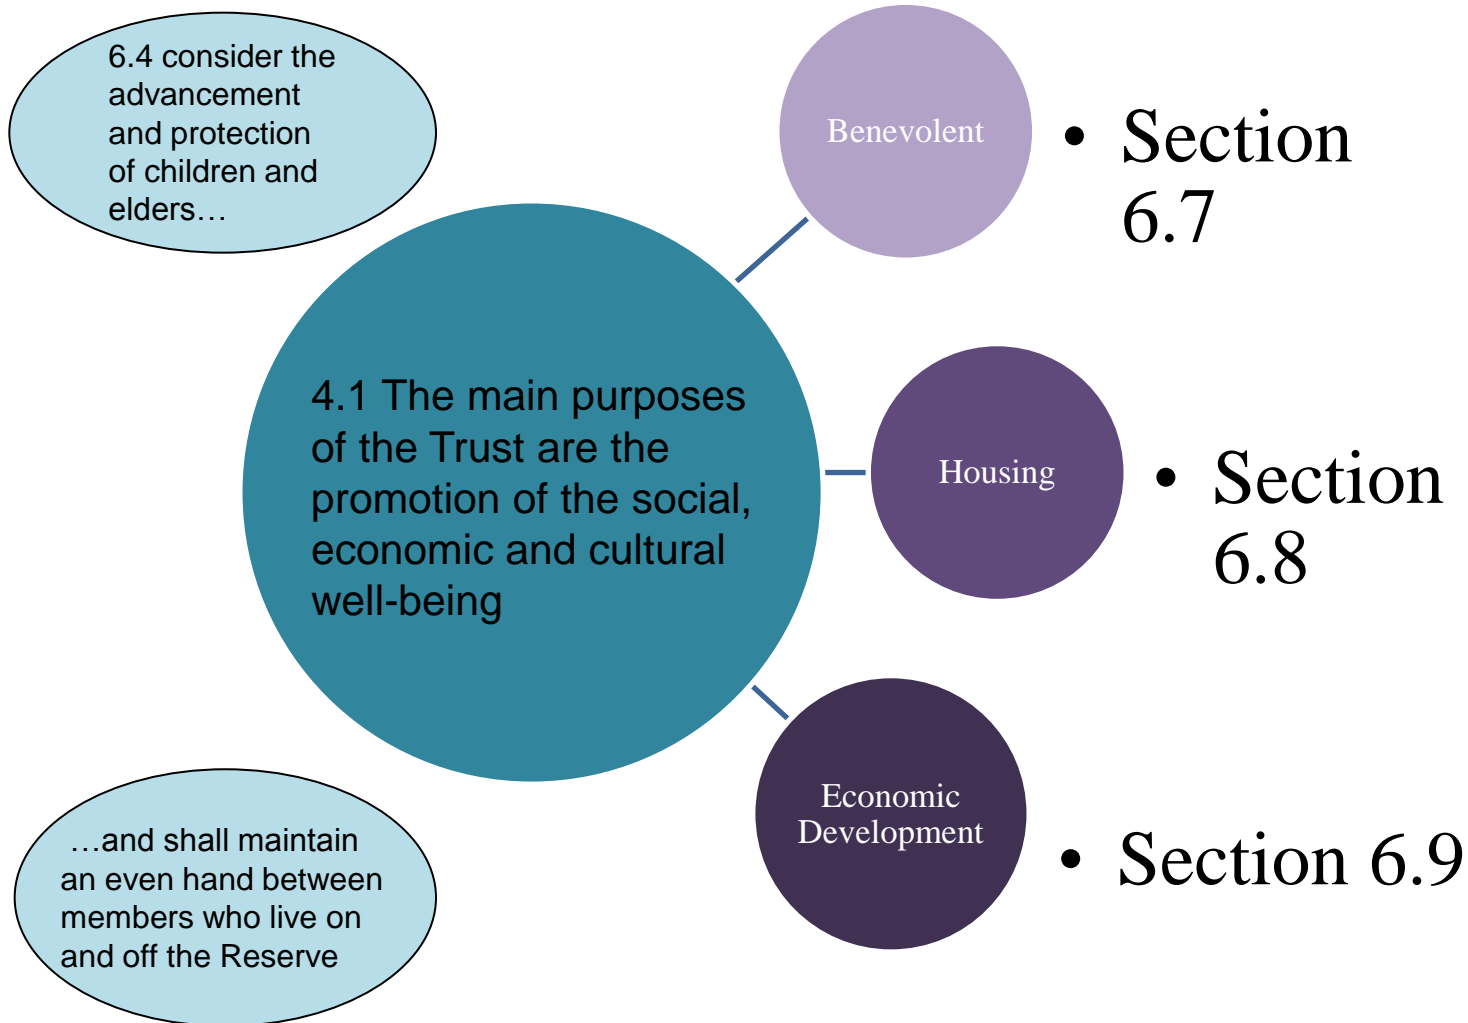 6.4 consider the
advancement
and protection
of children and
elders…
Benevolent
• Section
6.7
4.1 The main purposes
of the Trust are the
promotion of the social,
economic and cultural
well-being
Housing
• Section
6.8
Economic
Development
• Section 6.9
…and shall maintain
an even hand between
members who live on
and off the Reserve